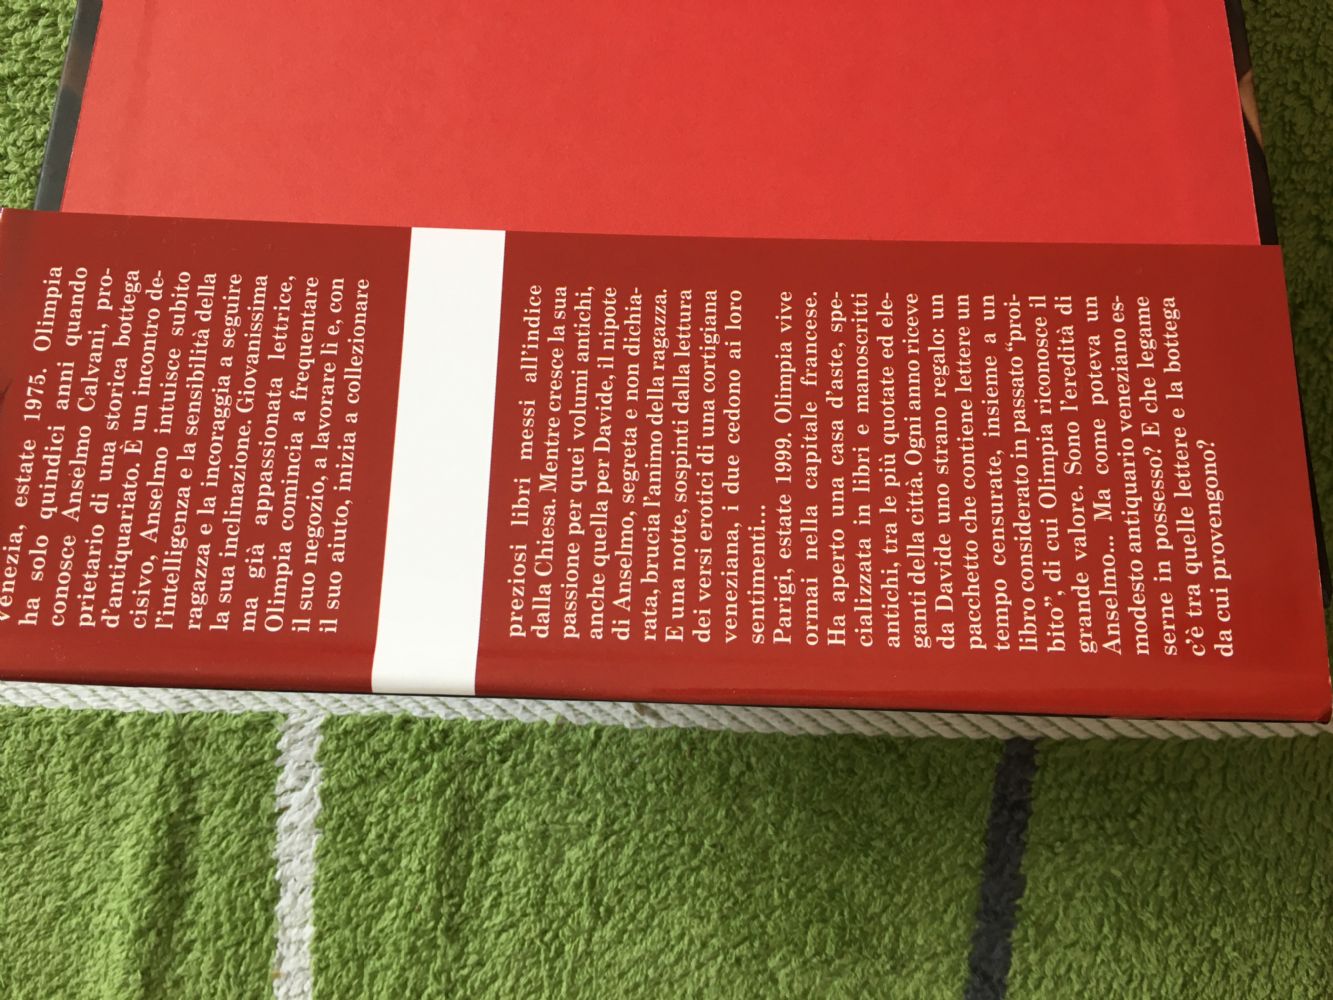 Venezia, estate 1975. Olimpia
ha solo quindici anni quando
conosce Anselmo Calvani, pro-
prietario di una storica bottega
d'antiquariato. È un incontro de-
cisivo, Anselmo intuisce subito
l'intelligenza e la sensibilità della
ragazza e la incoraggia a seguire
la sua inclinazione. Giovanissima
ma già appassionata lettrice,
Olimpia comincia a frequentare
il suo negozio, a lavorare lì e, con
il suo aiuto, inizia a collezionare
preziosi libri messi all'indice
dalla Chiesa. Mentre cresce la sua
passione per quei volumi antichi,
anche quella per Davide, il nipote
di Anselmo, segreta e non dichia-
rata, brucia l'animo della ragazza.
E una notte, sospinti dalla lettura
dei versi erotici di una cortigiana
veneziana, i due cedono ai loro
sentimenti...
Parigi, estate 1999. Olimpia vive
ormai nella capitale francese.
Ha aperto una casa d'aste, spe-
cializzata in libri e manoscritti
antichi, tra le più quotate ed ele-
ganti della città. Ogni anno riceve
da Davide uno strano regalo: un
pacchetto che contiene lettere un
tempo censurate, insieme a un
libro considerato in passato “proi-
bito”, di cui Olimpia riconosce il
grande valore. Sono l'eredità di
Anselmo... Ma come poteva un
modesto antiquario veneziano es-
serne in possesso? E che legame
c'è tra quelle lettere e la bottega
da cui provengono?